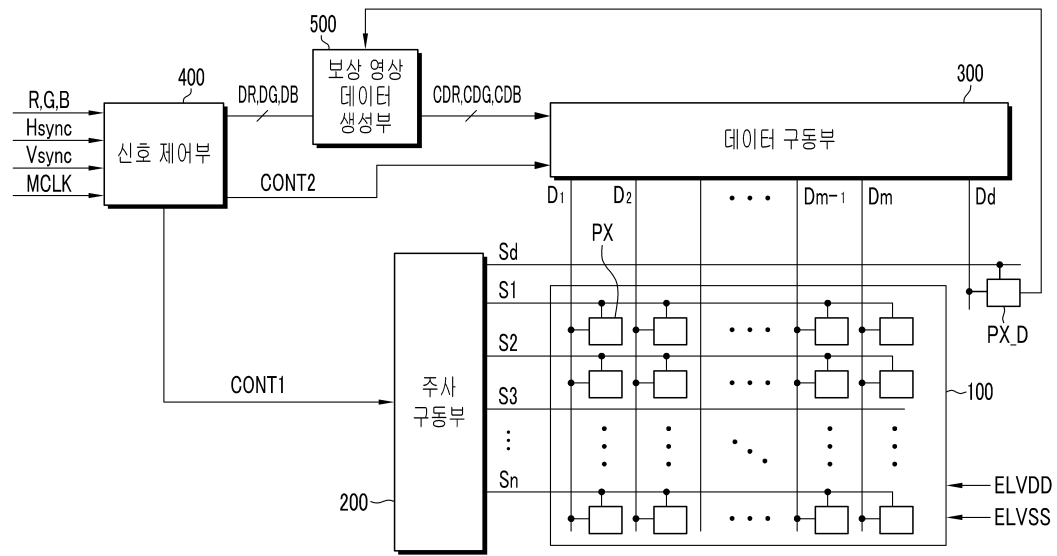 500
보상 영상
데이터
생성부
400
DR,DG,DB
CDR,CDG,CDB
300
R,G,B
Hsync
Vsync
MCLK
신호 제어부
데이터 구동부
CONT2
D1
D2
• • •
Dm-1
Dm
Dd
PX
Sd
S1
PX_D
S2
CONT1
주사
구동부
S3
100
Sn
200
ELVDD
ELVSS